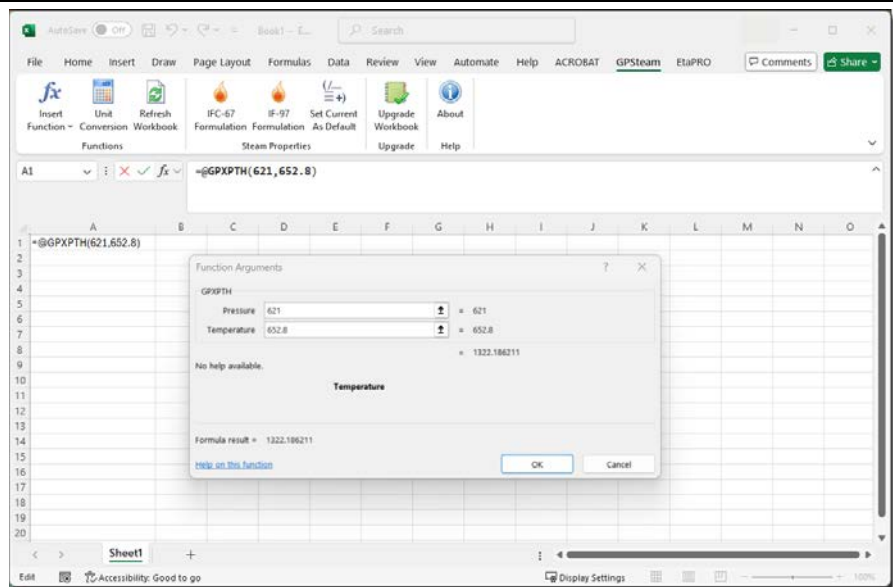 AutoSave Off Book1 - E... Search
File Home Insert Draw Page Layout Formulas Data Review View Automate Help ACROBAT GPSteam EtaPRO Comments Share
fx
Insert Function
Unit Conversion
Refresh Workbook
IFC-67 Formulation
IF-97 Formulation
Set Current As Default
Upgrade Workbook
About
Functions Steam Properties Upgrade Help
A1 fx =@GPXPTH(621,652.8)
A B C D E F G H I J K L M N O
1 =@GPXPTH(621,652.8)
2
3
4
5
6
7
8
9
10
11
12
13
14
15
16
17
18
19
20
Function Arguments ? X
GPXPTH
Pressure 621 = 621
Temperature 652.8 = 652.8
= 1322.186211
No help available.
Temperature
Formula result = 1322.186211
Help on this function OK Cancel
Sheet1 +
Edit Accessibility: Good to go Display Settings 100%